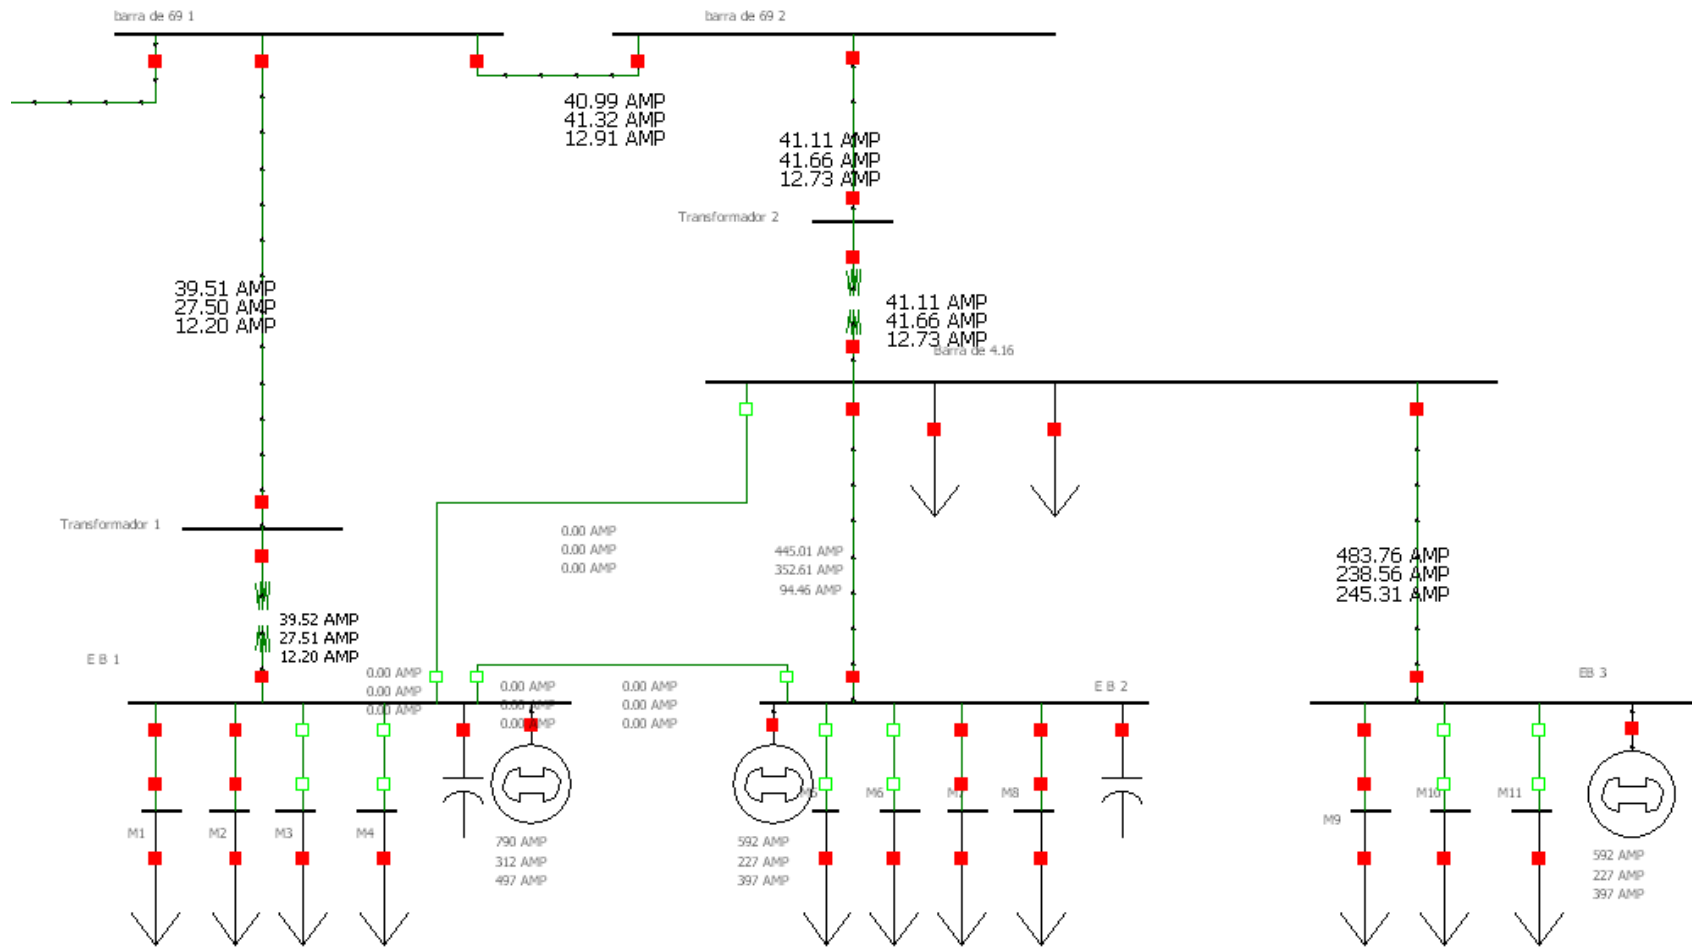 barra de 69 1
barra de 69 2
40.99 AMP
41.32 AMP
12.91 AMP
41.11 AMP
41.66 AMP
12.73 AMP
Transformador 2
39.51 AMP
27.50 AMP
12.20 AMP
41.11 AMP
41.66 AMP
12.73 AMP
Barra de 4.16
Transformador 1
0.00 AMP
0.00 AMP
0.00 AMP
445.01 AMP
352.61 AMP
94.46 AMP
483.76 AMP
238.56 AMP
245.31 AMP
39.52 AMP
27.51 AMP
12.20 AMP
E B 1
0.00 AMP
0.00 AMP
0.00 AMP
0.00 AMP
0.00 AMP
0.00 AMP
0.00 AMP
0.00 AMP
0.00 AMP
E B 2
EB 3
M1
M2
M3
M4
M5
M6
M7
M8
M9
M10
M11
790 AMP
312 AMP
497 AMP
592 AMP
227 AMP
397 AMP
592 AMP
227 AMP
397 AMP